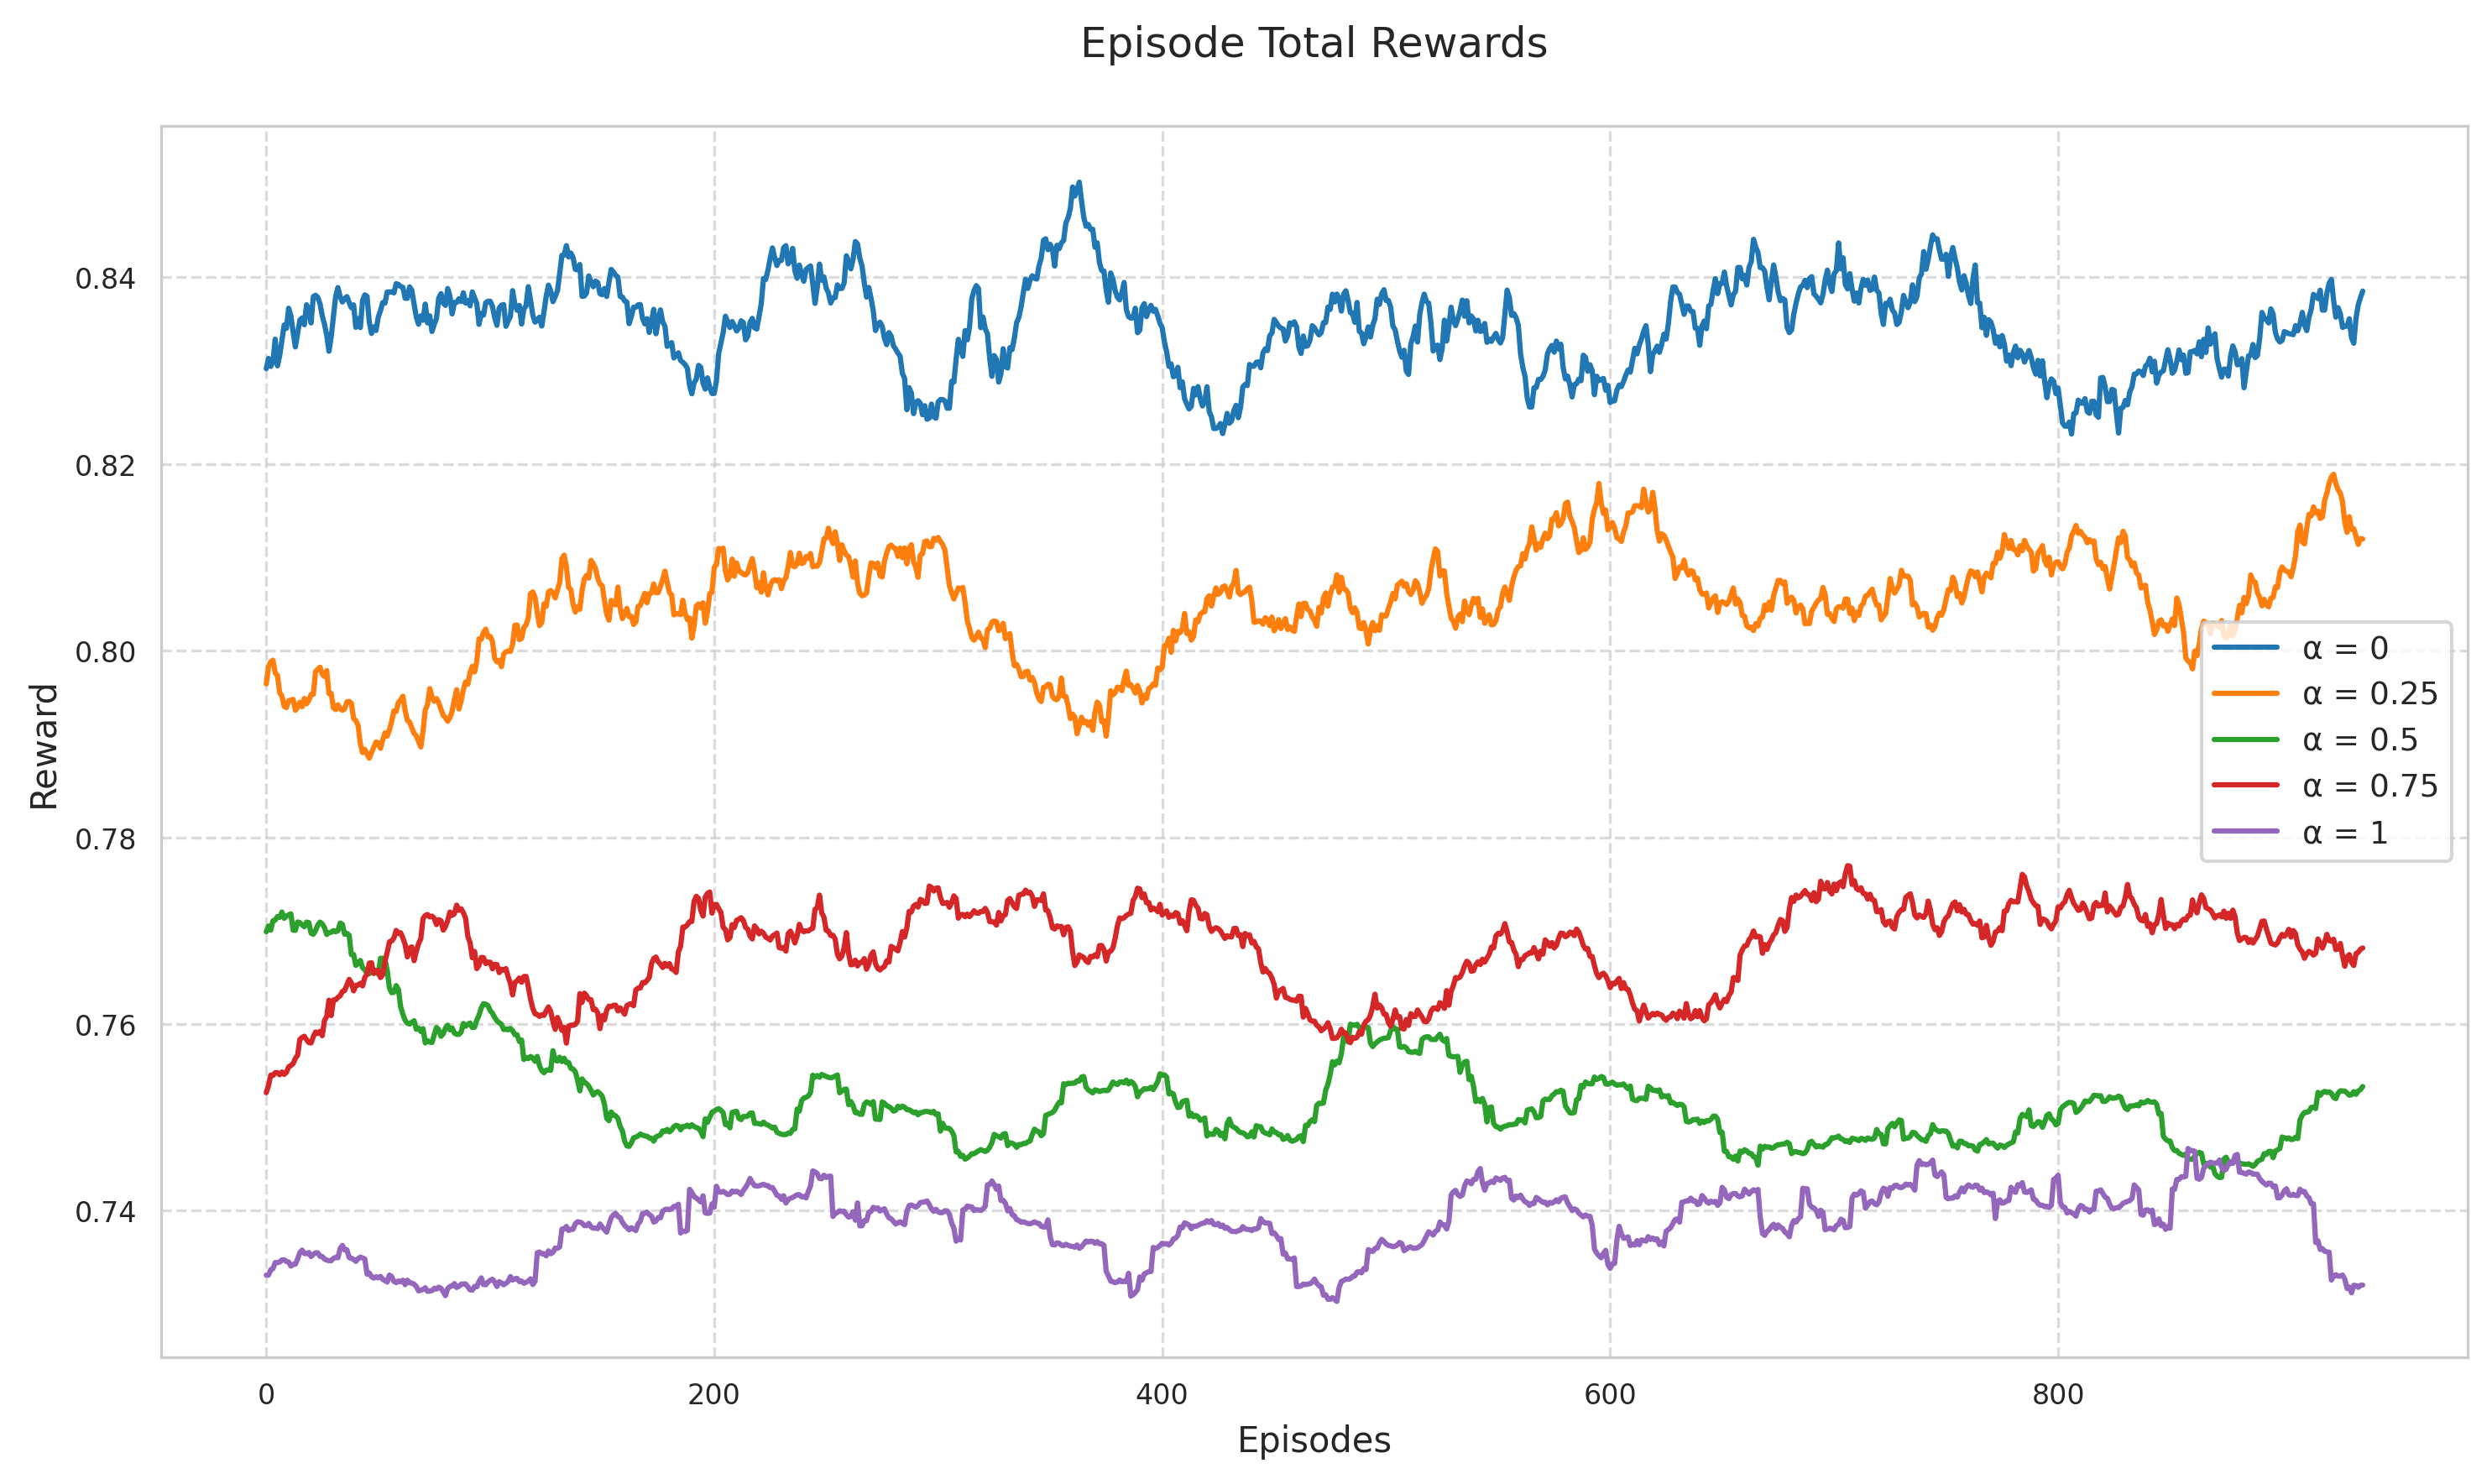 Episode Total Rewards
Reward
0.84
0.82
0.80
0.78
0.76
0.74
α = 0
α = 0.25
α = 0.5
α = 0.75
α = 1
0 200 400 600 800
Episodes